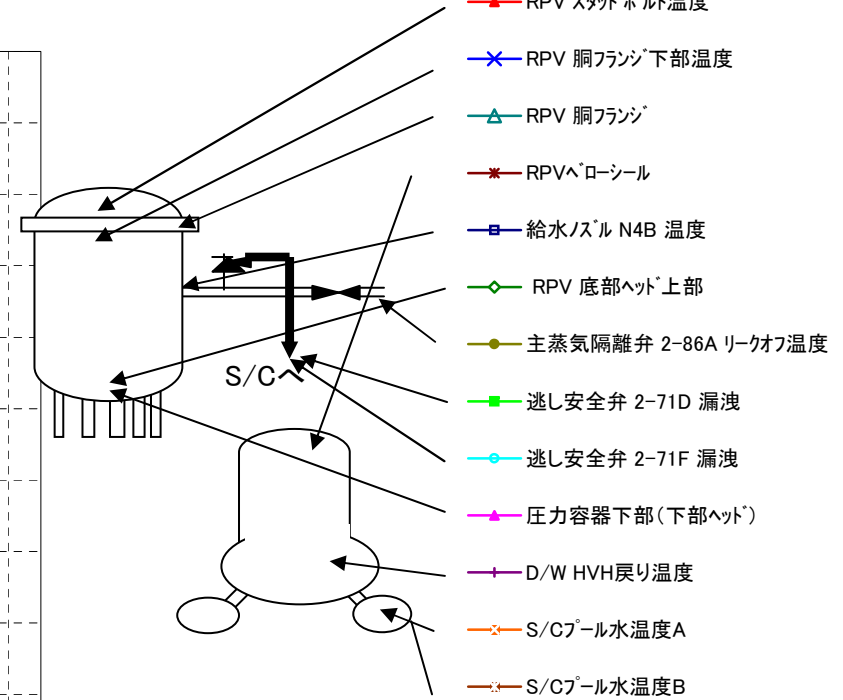 RPV スタッドボルト温度
RPV 胴フランジ下部温度
RPV 胴フランジ
RPVベローシール
給水ノズル N4B 温度
RPV 底部ヘッド上部
主蒸気隔離弁 2-86A リークオフ温度
S/Cへ
逃し安全弁 2-71D 漏洩
逃し安全弁 2-71F 漏洩
圧力容器下部(下部ヘッド)
D/W HVH戻り温度
S/Cプール水温度A
S/Cプール水温度B